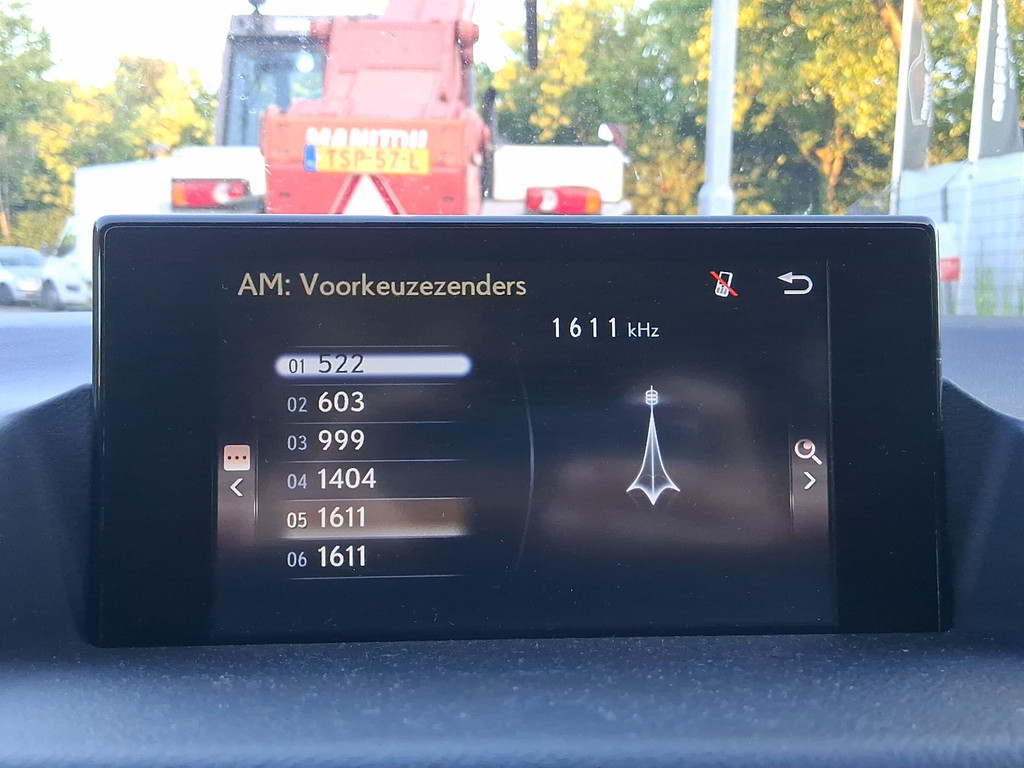 MANITOU
TSP-57-L
AM: Voorkeuzezenders
1611 kHz
01 522
02 603
03 999
04 1404
05 1611
06 1611